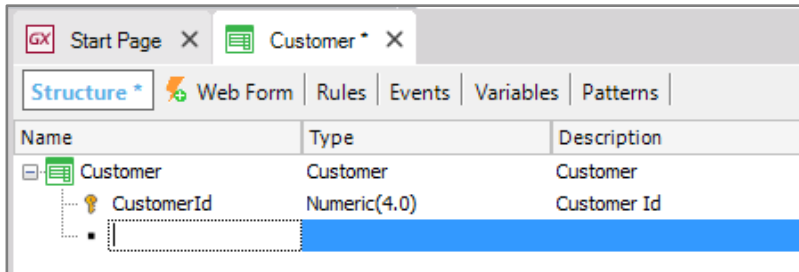 GX Start Page Customer *
Structure * Web Form Rules Events Variables Patterns
Name Type Description
Customer Customer Customer
CustomerId Numeric(4.0) Customer Id